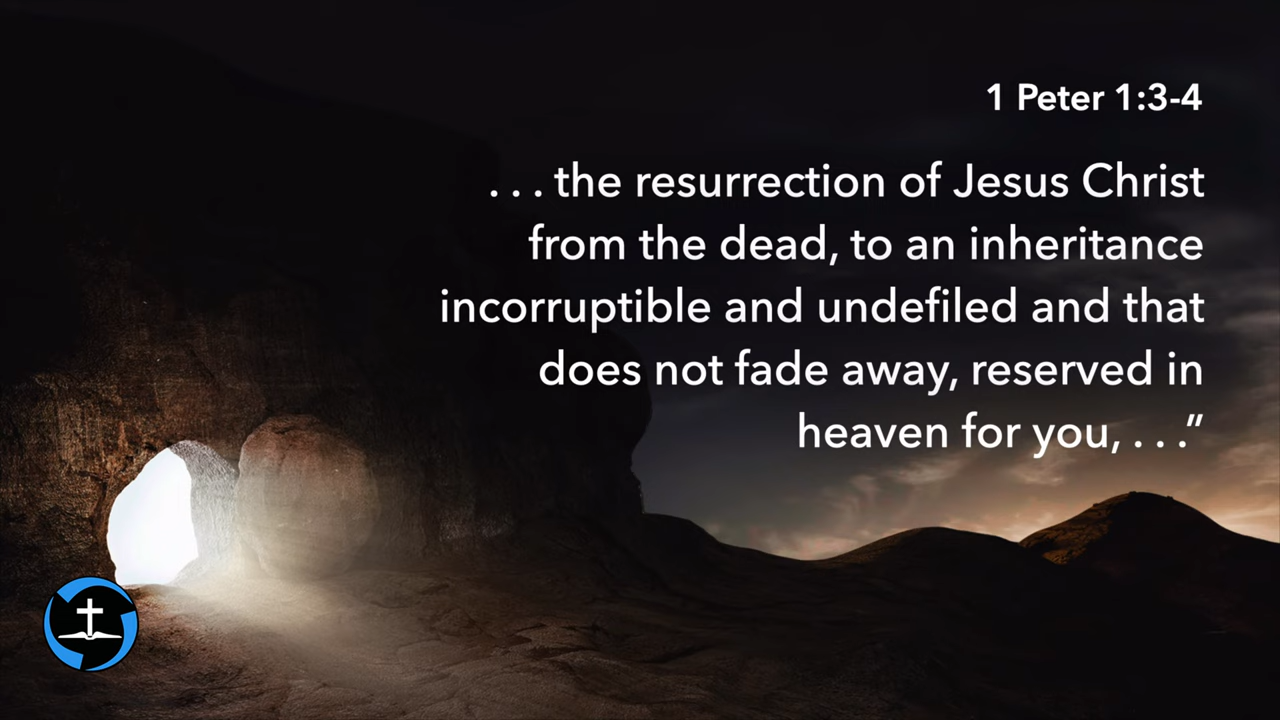 1 Peter 1:3-4
. . . the resurrection of Jesus Christ
from the dead, to an inheritance
incorruptible and undefiled and that
does not fade away, reserved in
heaven for you, . . .”